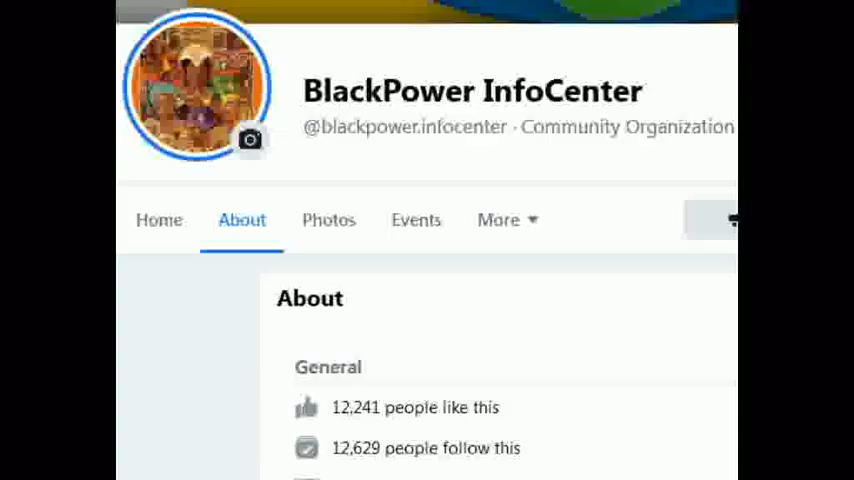 BlackPower InfoCenter
@blackpower.infocenter · Community Organization
Home About Photos Events More
About
General
12,241 people like this
12,629 people follow this